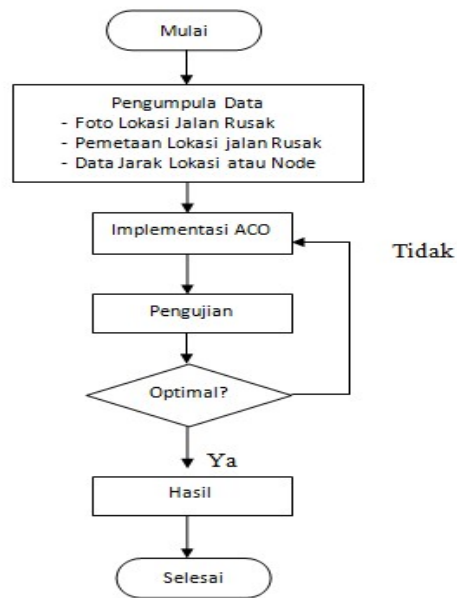 Mulai
Pengumpula Data
- Foto Lokasi Jalan Rusak
- Pemetaan Lokasi jalan Rusak
- Data Jarak Lokasi atau Node
Implementasi ACO
Tidak
Pengujian
Optimal?
Ya
Hasil
Selesai